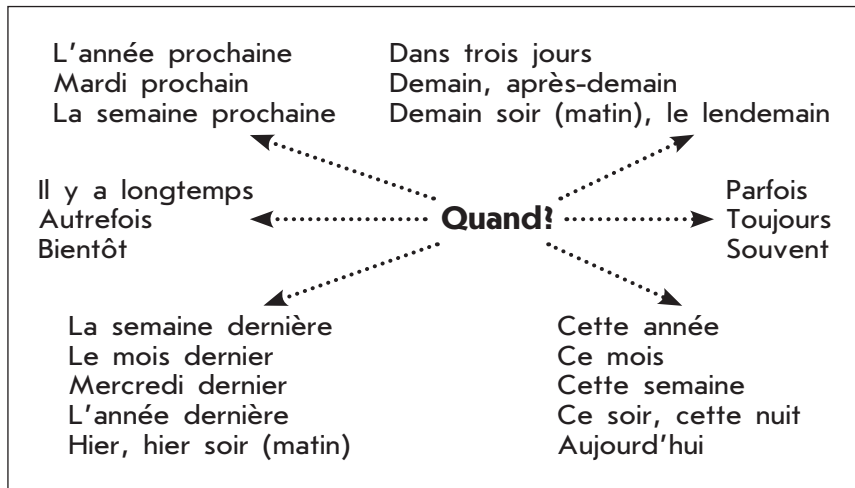 L'année prochaine
Mardi prochain
La semaine prochaine
Dans trois jours
Demain, après-demain
Demain soir (matin), le lendemain
Il y a longtemps
Autrefois
Bientôt
Quand?
Parfois
Toujours
Souvent
La semaine dernière
Le mois dernier
Mercredi dernier
L'année dernière
Hier, hier soir (matin)
Cette année
Ce mois
Cette semaine
Ce soir, cette nuit
Aujourd'hui